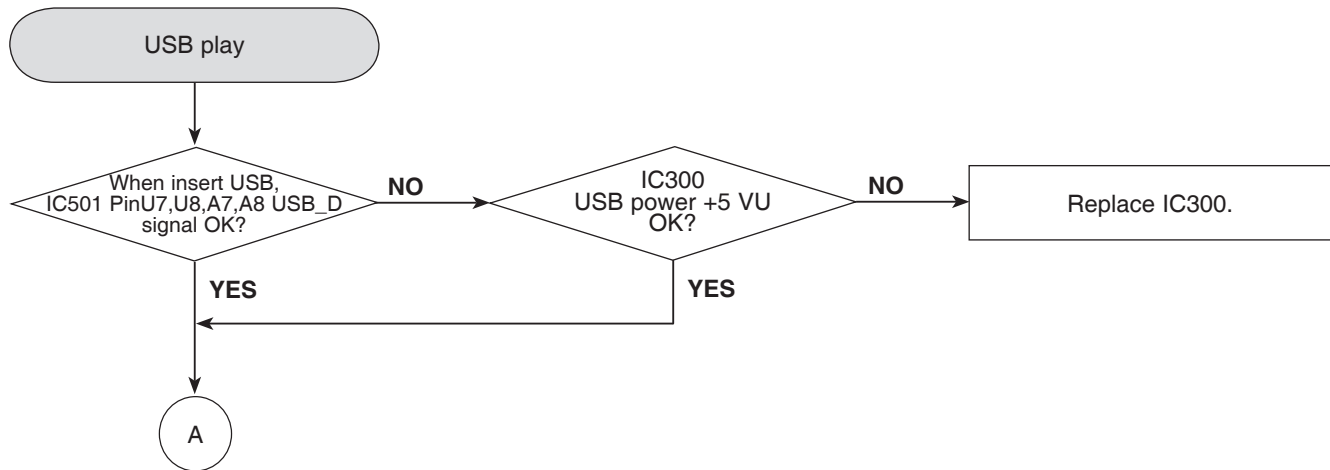 USB play
When insert USB,
IC501 PinU7,U8,A7,A8 USB_D
signal OK?
NO
IC300
USB power +5 VU
OK?
NO
Replace IC300.
YES
YES
A